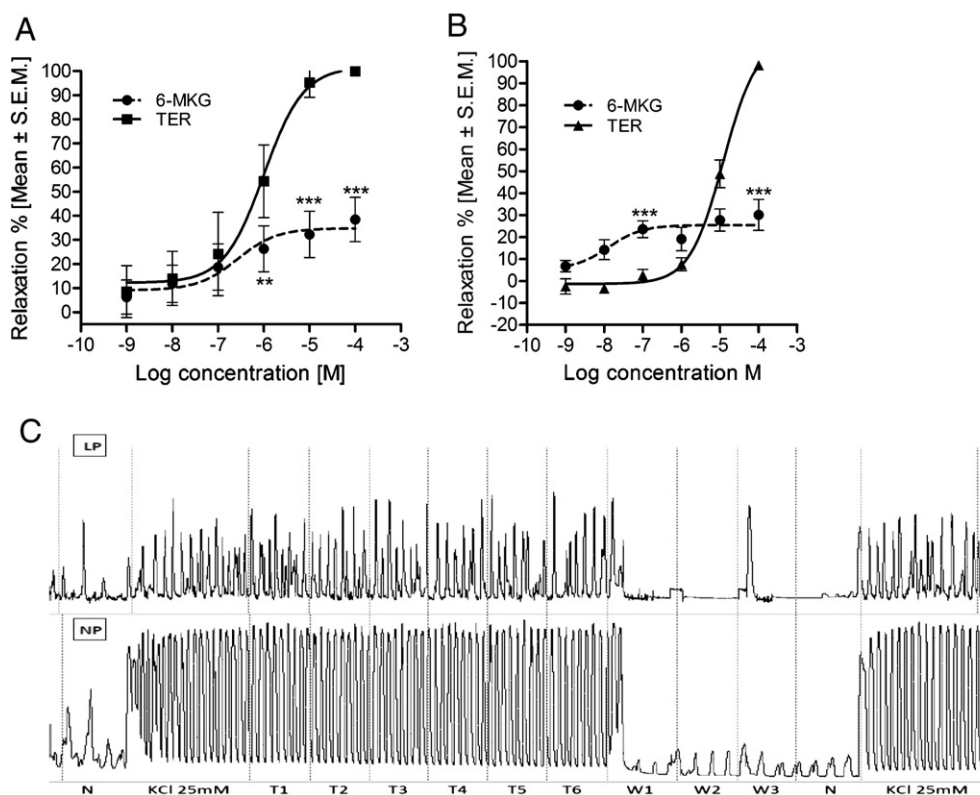 A
Relaxation % [Mean ± S.E.M.]
100
90
80
70
60
50
40
30
20
10
0
6-MKG
TER
***
***
**
-10 -9 -8 -7 -6 -5 -4 -3
Log concentration [M]
B
Relaxation % [Mean ± S.E.M.]
100
90
80
70
60
50
40
30
20
10
0
-10
-20
6-MKG
TER
***
***
-10 -9 -8 -7 -6 -5 -4 -3
Log concentration M
C
LP
NP
N KCl 25mM T1 T2 T3 T4 T5 T6 W1 W2 W3 N KCl 25mM